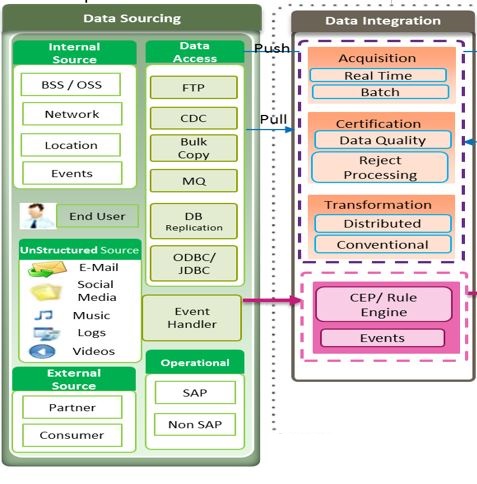 Data Sourcing
Internal
Source
BSS / OSS
Network
Location
Events
End User
UnStructured Source
E-Mail
Social
Media
Music
Logs
Videos
External
Source
Partner
Consumer
Data
Access
FTP
CDC
Bulk
Copy
MQ
DB
Replication
ODBC/
JDBC
Event
Handler
Operational
SAP
Non SAP
Push
Pull
Data Integration
Acquisition
Real Time
Batch
Certification
Data Quality
Reject
Processing
Transformation
Distributed
Conventional
CEP/ Rule
Engine
Events